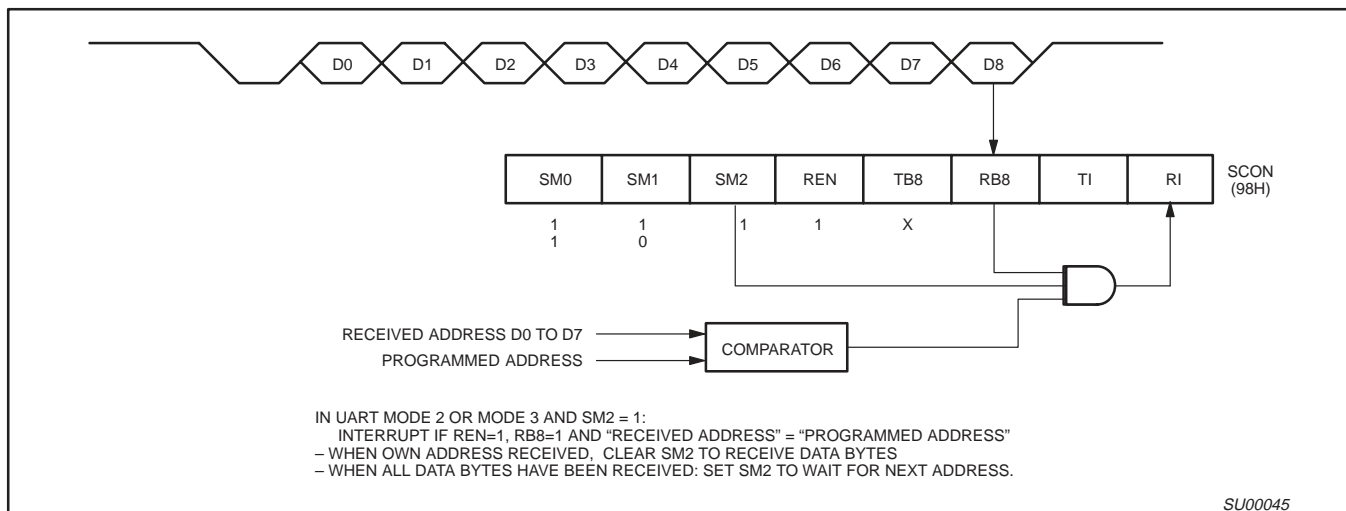 D0 D1 D2 D3 D4 D5 D6 D7 D8
SM0 SM1 SM2 REN TB8 RB8 TI RI
SCON
(98H)
1 1 1 1 X
1 0
RECEIVED ADDRESS D0 TO D7
PROGRAMMED ADDRESS
COMPARATOR
IN UART MODE 2 OR MODE 3 AND SM2 = 1:
INTERRUPT IF REN=1, RB8=1 AND “RECEIVED ADDRESS” = “PROGRAMMED ADDRESS”
– WHEN OWN ADDRESS RECEIVED, CLEAR SM2 TO RECEIVE DATA BYTES
– WHEN ALL DATA BYTES HAVE BEEN RECEIVED: SET SM2 TO WAIT FOR NEXT ADDRESS.
SU00045